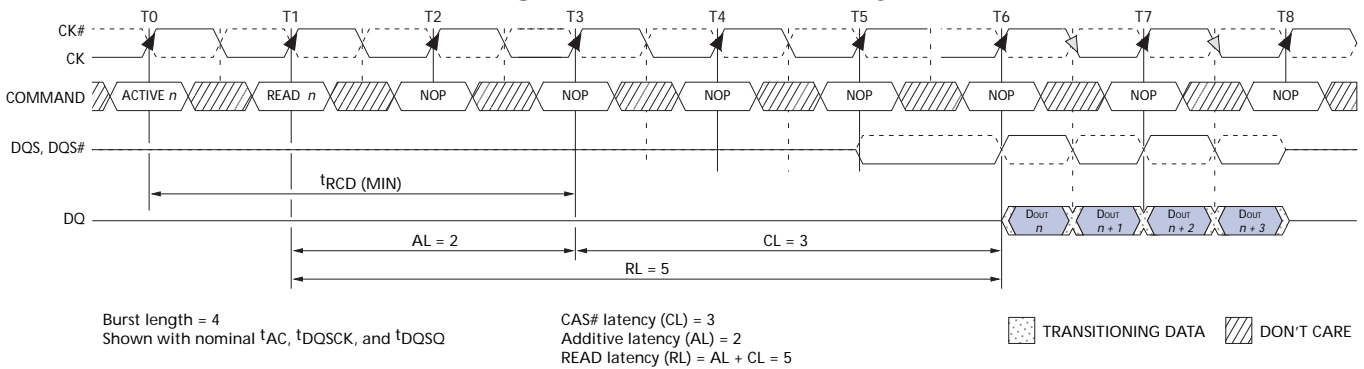 T0 T1 T2 T3 T4 T5 T6 T7 T8
CK#
CK
COMMAND ACTIVE n READ n NOP NOP NOP NOP NOP NOP NOP
DQS, DQS#
tRCD (MIN)
DQ DOUT n DOUT n + 1 DOUT n + 2 DOUT n + 3
AL = 2 CL = 3
RL = 5
Burst length = 4
Shown with nominal tAC, tDQSCK, and tDQSQ
CAS# latency (CL) = 3
Additive latency (AL) = 2
READ latency (RL) = AL + CL = 5
TRANSITIONING DATA DON'T CARE